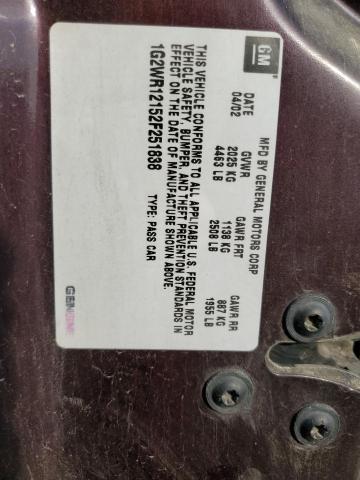 GM
MFD BY GENERAL MOTORS CORP
DATE GVWR GAWR FRT GAWR RR
04/02 2025 KG 1138 KG 887 KG
4463 LB 2508 LB 1955 LB
THIS VEHICLE CONFORMS TO ALL APPLICABLE U.S. FEDERAL MOTOR
VEHICLE SAFETY, BUMPER, AND THEFT PREVENTION STANDARDS IN
EFFECT ON THE DATE OF MANUFACTURE SHOWN ABOVE.
1G2WR12152F251838 TYPE: PASS CAR